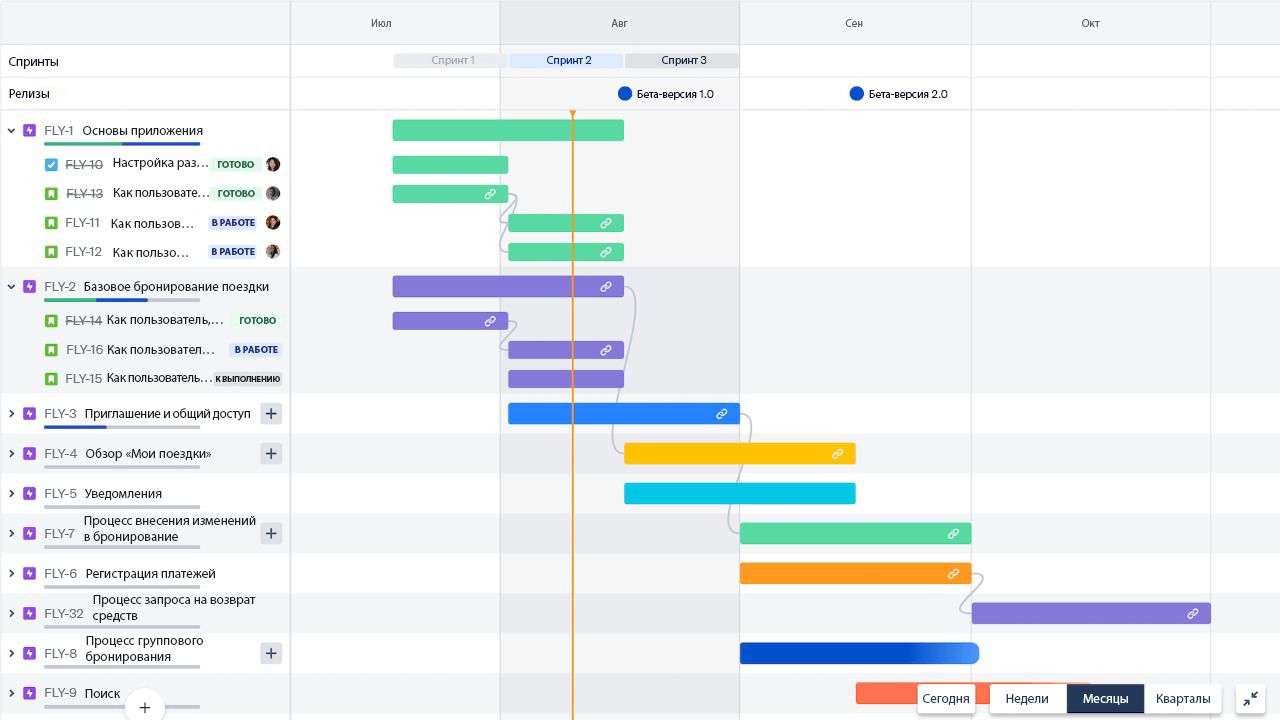 Июл
Авг
Сен
Окт
Спринты
Спринт 1
Спринт 2
Спринт 3
Релизы
Бета-версия 1.0
Бета-версия 2.0
FLY-1 Основы приложения
FLY-10 Настройка раз... ГОТОВО
FLY-13 Как пользовате... ГОТОВО
FLY-11 Как пользов... В РАБОТЕ
FLY-12 Как пользо... В РАБОТЕ
FLY-2 Базовое бронирование поездки
FLY-14 Как пользователь,... ГОТОВО
FLY-16 Как пользовател... В РАБОТЕ
FLY-15 Как пользователь... К ВЫПОЛНЕНИЮ
FLY-3 Приглашение и общий доступ +
FLY-4 Обзор «Мои поездки» +
FLY-5 Уведомления
FLY-7 Процесс внесения изменений
в бронирование +
FLY-6 Регистрация платежей
FLY-32 Процесс запроса на возврат
средств
FLY-8 Процесс группового
бронирования +
FLY-9 Поиск
+
Сегодня
Недели
Месяцы
Кварталы